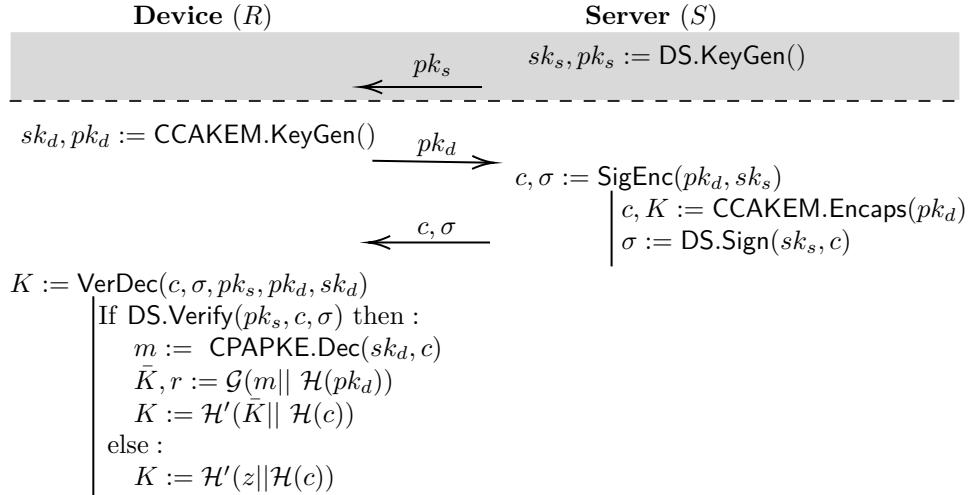 Device (R) Server (S)
sk_s, pk_s := DS.KeyGen()
pk_s
sk_d, pk_d := CCAKEM.KeyGen()
pk_d
c, σ := SigEnc(pk_d, sk_s)
c, K := CCAKEM.Encaps(pk_d)
σ := DS.Sign(sk_s, c)
c, σ
K := VerDec(c, σ, pk_s, pk_d, sk_d)
If DS.Verify(pk_s, c, σ) then :
m := CPAPKE.Dec(sk_d, c)
K̄, r := 𝒢(m|| ℋ(pk_d))
K := ℋ′(K̄|| ℋ(c))
else :
K := ℋ′(z||ℋ(c))